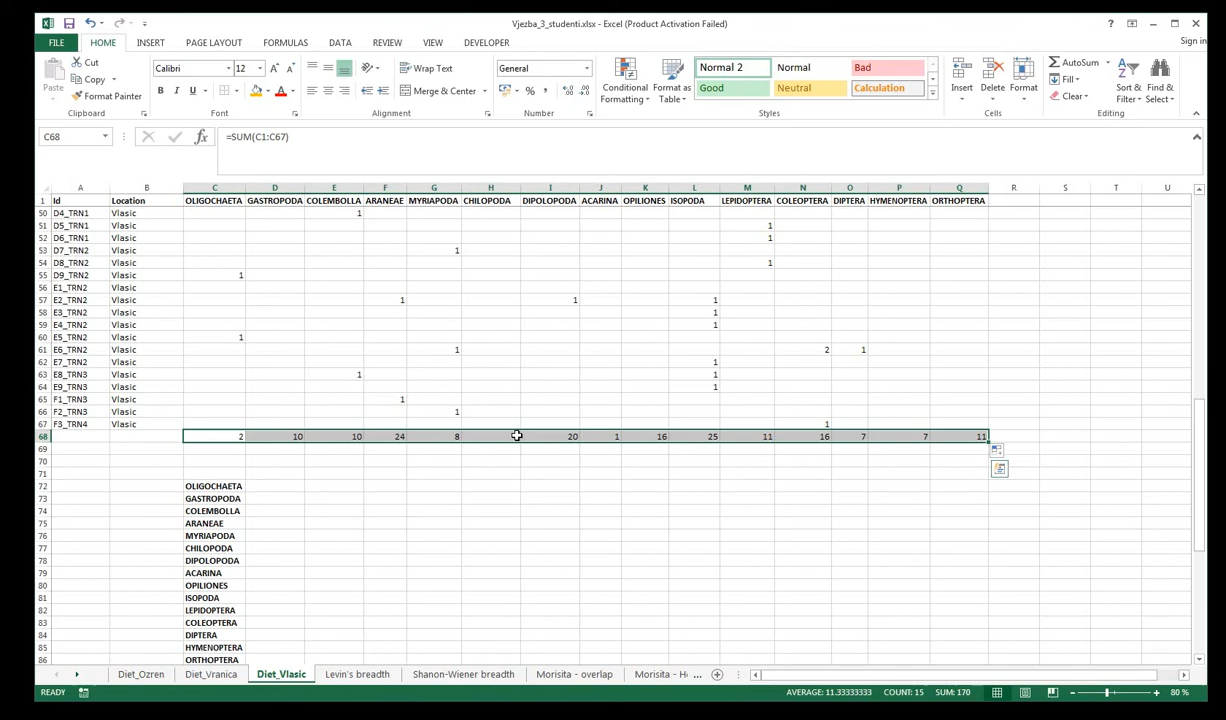 Vjezba_3_studenti.xlsx - Excel (Product Activation Failed)
FILE HOME INSERT PAGE LAYOUT FORMULAS DATA REVIEW VIEW DEVELOPER Sign in
Paste Cut Copy Format Painter Clipboard
Calibri 12 B I U Font
Wrap Text Merge & Center Alignment
General % Number
Conditional Formatting Format as Table
Normal 2 Normal Bad
Good Neutral Calculation
Styles
Insert Delete Format Cells
AutoSum Fill Clear Sort & Filter Find & Select Editing
C68 fx =SUM(C1:C67)
A B C D E F G H I J K L M N O P Q R S T U
1 Id Location OLIGOCHAETA GASTROPODA COLEMBOLLA ARANEAE MYRIAPODA CHILOPODA DIPOLOPODA ACARINA OPILIONES ISOPODA LEPIDOPTERA COLEOPTERA DIPTERA HYMENOPTERA ORTHOPTERA
50 D4_TRN1 Vlasic 1
51 D5_TRN1 Vlasic 1
52 D6_TRN1 Vlasic 1
53 D7_TRN2 Vlasic 1
54 D8_TRN2 Vlasic 1
55 D9_TRN2 Vlasic 1
56 E1_TRN2 Vlasic
57 E2_TRN2 Vlasic 1 1 1
58 E3_TRN2 Vlasic 1
59 E4_TRN2 Vlasic 1
60 E5_TRN2 Vlasic 1
61 E6_TRN2 Vlasic 1 2 1
62 E7_TRN2 Vlasic 1
63 E8_TRN3 Vlasic 1 1
64 E9_TRN3 Vlasic 1
65 F1_TRN3 Vlasic 1
66 F2_TRN3 Vlasic 1
67 F3_TRN4 Vlasic 1
68 2 10 10 24 8 20 1 16 25 11 16 7 7 11
69
70
71
72 OLIGOCHAETA
73 GASTROPODA
74 COLEMBOLLA
75 ARANEAE
76 MYRIAPODA
77 CHILOPODA
78 DIPOLOPODA
79 ACARINA
80 OPILIONES
81 ISOPODA
82 LEPIDOPTERA
83 COLEOPTERA
84 DIPTERA
85 HYMENOPTERA
86 ORTHOPTERA
Diet_Ozren Diet_Vranica Diet_Vlasic Levin's breadth Shanon-Wiener breadth Morisita - overlap Morisita - H ...
READY AVERAGE: 11.33333333 COUNT: 15 SUM: 170 80 %